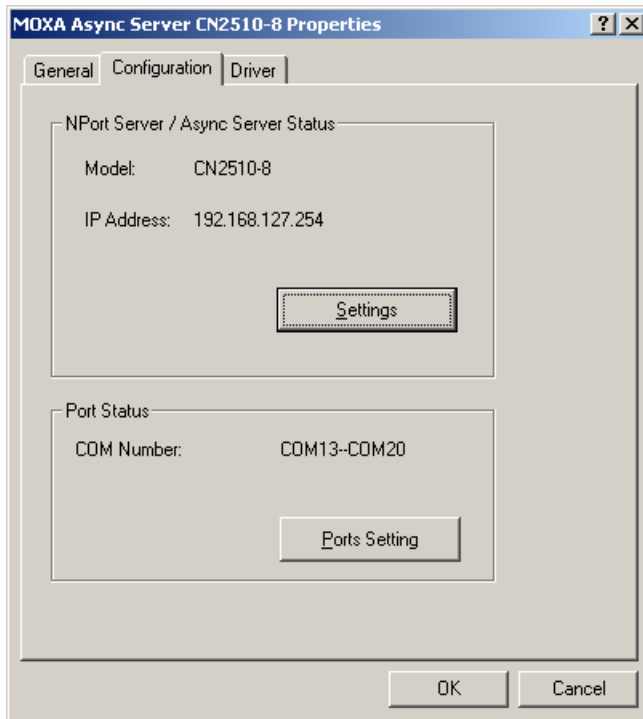 MOXA Async Server CN2510-8 Properties
General Configuration Driver
NPort Server / Async Server Status
Model: CN2510-8
IP Address: 192.168.127.254
Settings
Port Status
COM Number: COM13--COM20
Ports Setting
OK Cancel